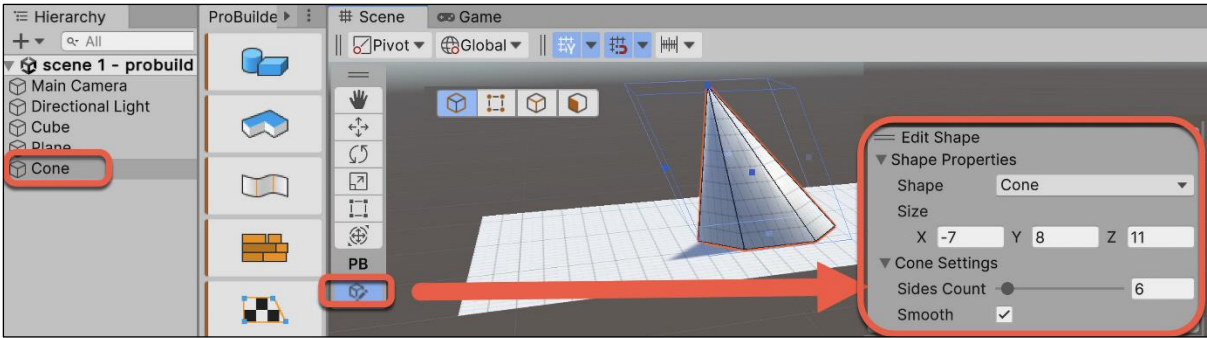 Hierarchy
All
scene 1 - probuild
Main Camera
Directional Light
Cube
Plane
Cone
ProBuilde
Scene
Game
Pivot
Global
PB
Edit Shape
Shape Properties
Shape Cone
Size
X -7 Y 8 Z 11
Cone Settings
Sides Count 6
Smooth